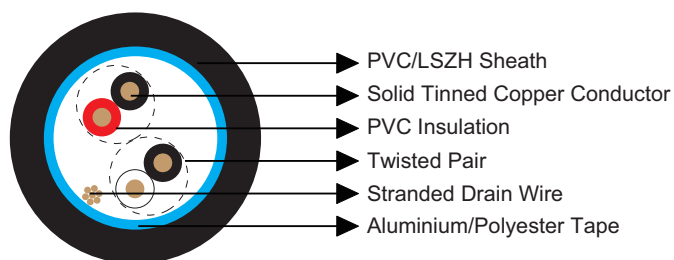 PVC/LSZH Sheath
Solid Tinned Copper Conductor
PVC Insulation
Twisted Pair
Stranded Drain Wire
Aluminium/Polyester Tape